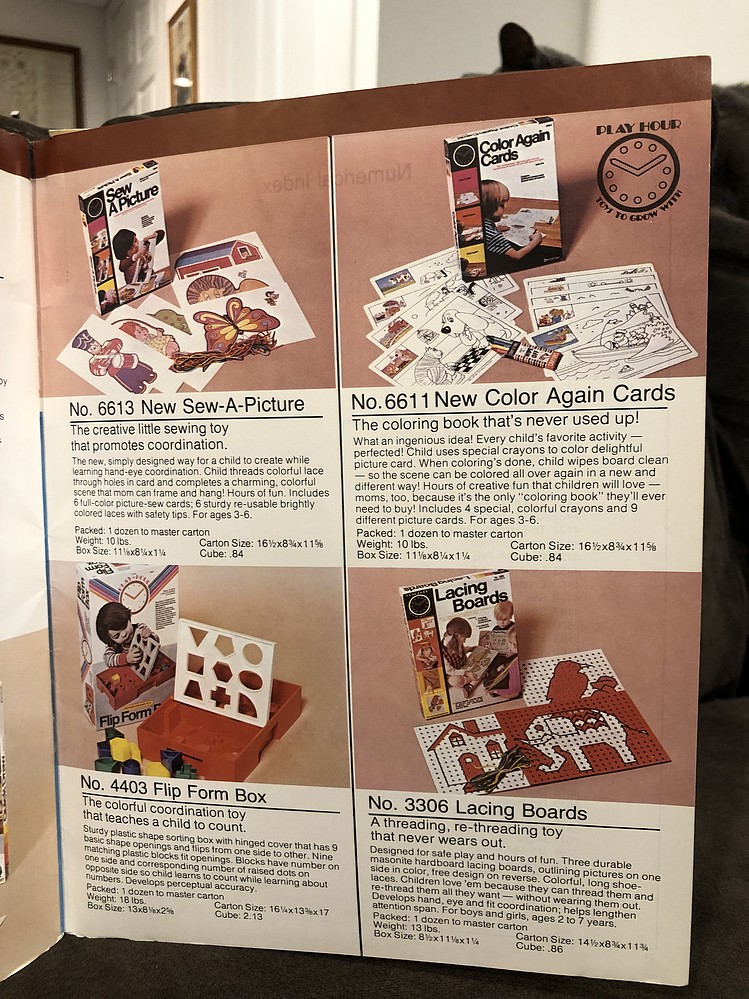 PLAY HOUR
TOYS TO GROW WITH
Numerical Index
Sew
A Picture
Color Again
Cards
No. 6613 New Sew-A-Picture
The creative little sewing toy
that promotes coordination.
The new, simply designed way for a child to create while
learning hand-eye coordination. Child threads colorful lace
through holes in card and completes a charming, colorful
scene that mom can frame and hang! Hours of fun. Includes
6 full-color picture-sew cards; 6 sturdy re-usable brightly
colored laces with safety tips. For ages 3-6.
Packed: 1 dozen to master carton
Weight: 10 lbs.
Carton Size: 16½x8¾x11⅝
Box Size: 11⅛x8¼x1¼
Cube: .84
No. 6611 New Color Again Cards
The coloring book that's never used up!
What an ingenious idea! Every child's favorite activity —
perfected! Child uses special crayons to color delightful
picture card. When coloring's done, child wipes board clean
— so the scene can be colored all over again in a new and
different way! Hours of creative fun that children will love —
moms, too, because it's the only "coloring book" they'll ever
need to buy! Includes 4 special, colorful crayons and 9
different picture cards. For ages 3-6.
Packed: 1 dozen to master carton
Weight: 10 lbs.
Carton Size: 16½x8¾x11⅝
Box Size: 11⅛x8¼x1¼
Cube: .84
Flip Form
Flip Form
Lacing Boards
Lacing
Boards
No. 4403 Flip Form Box
The colorful coordination toy
that teaches a child to count.
Sturdy plastic shape sorting box with hinged cover that has 9
basic shape openings and flips from one side to other. Nine
matching plastic blocks fit openings. Blocks have number on
one side and corresponding number of raised dots on
opposite side so child learns to count while learning about
numbers. Develops perceptual accuracy.
Packed: 1 dozen to master carton
Weight: 18 lbs.
Carton Size: 16¼x13⅜x17
Box Size: 13x8⅛x2⅝
Cube: 2.13
No. 3306 Lacing Boards
A threading, re-threading toy
that never wears out.
Designed for safe play and hours of fun. Three durable
masonite hardboard lacing boards, outlining pictures on one
side in color, free design on reverse. Colorful, long shoe-
laces. Children love 'em because they can thread them and
re-thread them all they want — without wearing them out.
Develops hand, eye and fit coordination; helps lengthen
attention span. For boys and girls, ages 2 to 7 years.
Packed: 1 dozen to master carton
Weight: 13 lbs.
Carton Size: 14½x8¾x11¾
Box Size: 8½x11⅛x1¼
Cube: .86